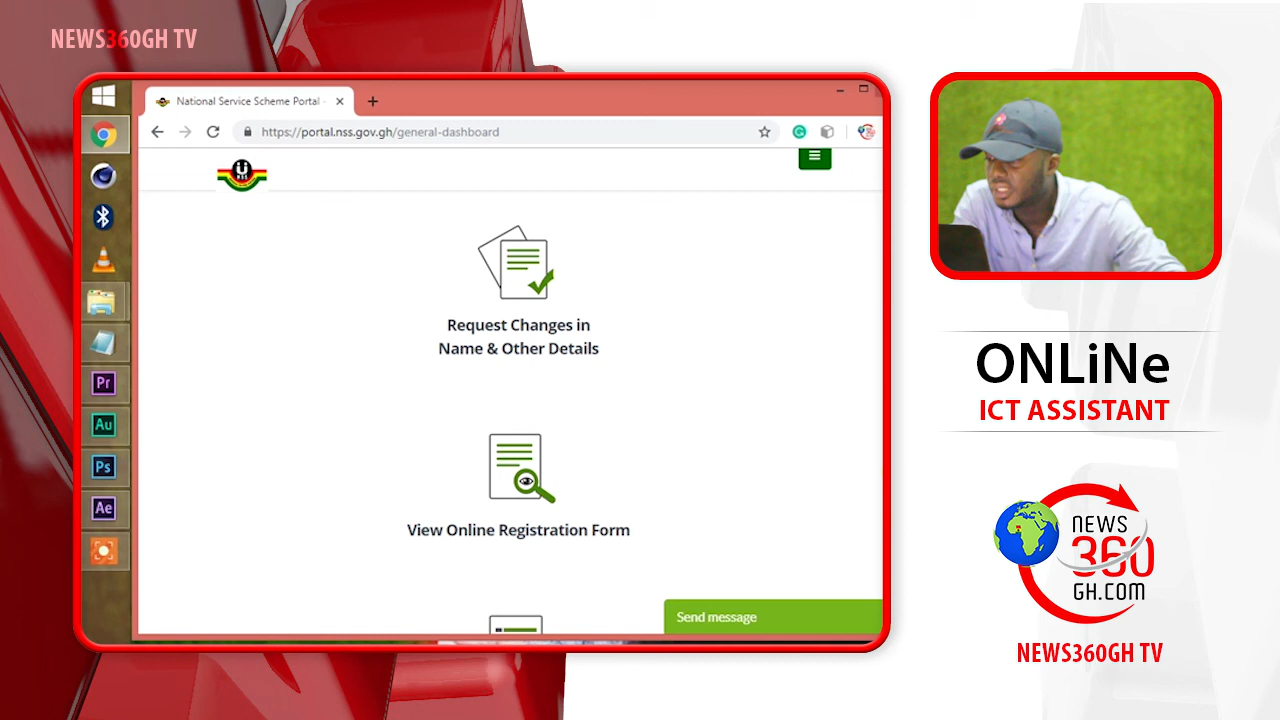 NEWS360GH TV
National Service Scheme Portal -
https://portal.nss.gov.gh/general-dashboard
Request Changes in
Name & Other Details
View Online Registration Form
Send message
Pr
Au
Ps
Ae
ONLiNe
ICT ASSISTANT
NEWS
360
GH.COM
NEWS360GH TV